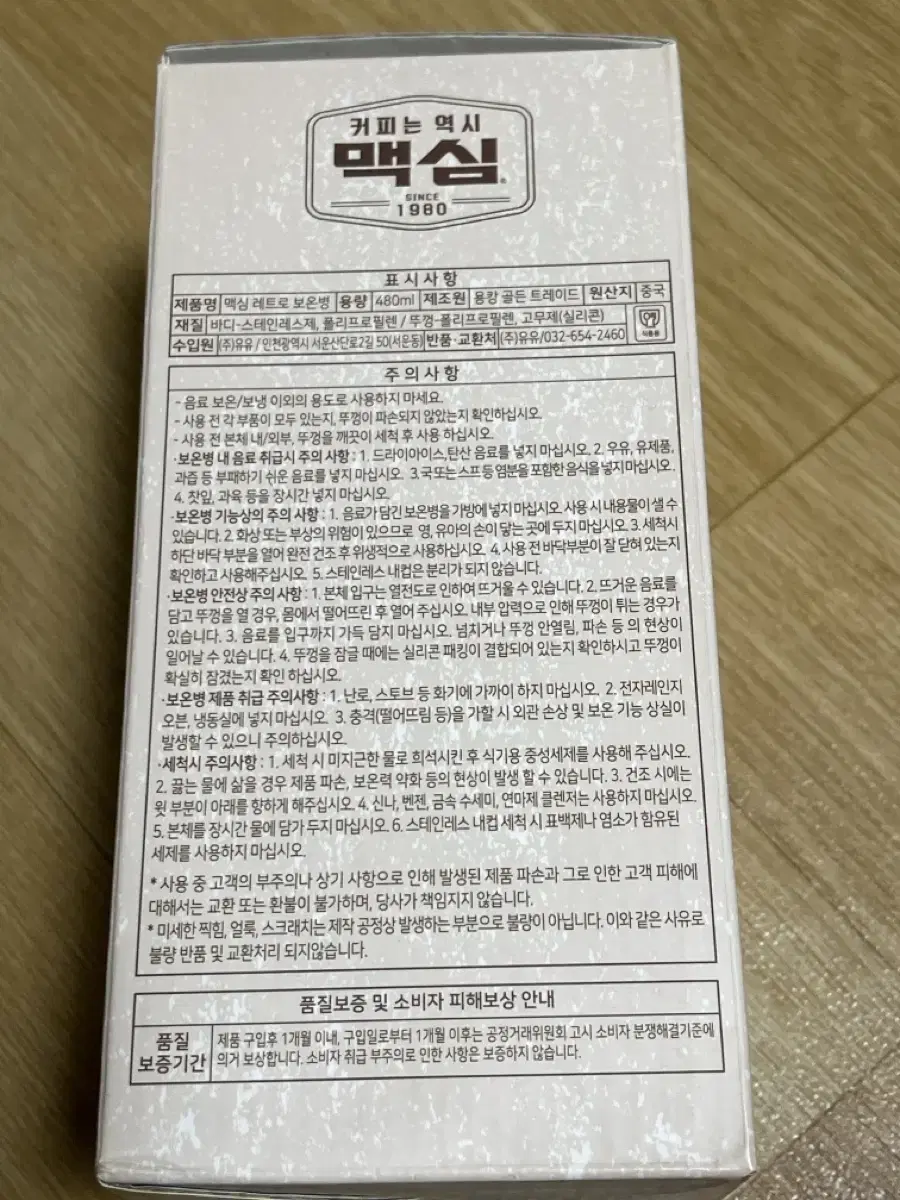 커피는 역시
맥심
SINCE
1980
표시사항
제품명 맥심 레트로 보온병 용량 480ml 제조원 용캉 골든 트레이드 원산지 중국
재질 바디-스테인레스제, 폴리프로필렌 / 뚜껑-폴리프로필렌, 고무제(실리콘)
식품용
수입원 (주)유유 / 인천광역시 서운산단로2길 50(서운동) 반품·교환처 (주)유유/032-654-2460
주의사항
- 음료 보온/보냉 이외의 용도로 사용하지 마세요.
- 사용 전 각 부품이 모두 있는지, 뚜껑이 파손되지 않았는지 확인하십시오.
- 사용 전 본체 내/외부, 뚜껑을 깨끗이 세척 후 사용 하십시오.
·보온병 내 음료 취급시 주의 사항 : 1. 드라이아이스,탄산 음료를 넣지 마십시오. 2. 우유, 유제품,
과즙 등 부패하기 쉬운 음료를 넣지 마십시오. 3.국 또는 스프 등 염분을 포함한 음식을 넣지 마십시오.
4. 찻잎, 과육 등을 장시간 넣지 마십시오.
·보온병 기능상의 주의 사항 : 1. 음료가 담긴 보온병을 가방에 넣지 마십시오. 사용 시 내용물이 샐 수
있습니다. 2. 화상 또는 부상의 위험이 있으므로 영, 유아의 손이 닿는 곳에 두지 마십시오. 3. 세척시
하단 바닥 부분을 열어 완전 건조 후 위생적으로 사용하십시오. 4. 사용 전 바닥부분이 잘 닫혀 있는지
확인하고 사용해주십시오. 5. 스테인레스 내컵은 분리가 되지 않습니다.
·보온병 안전상 주의 사항 : 1. 본체 입구는 열전도로 인하여 뜨거울 수 있습니다. 2. 뜨거운 음료를
담고 뚜껑을 열 경우, 몸에서 떨어뜨린 후 열어 주십시오. 내부 압력으로 인해 뚜껑이 튀는 경우가
있습니다. 3. 음료를 입구까지 가득 담지 마십시오. 넘치거나 뚜껑 안열림, 파손 등 의 현상이
일어날 수 있습니다. 4. 뚜껑을 잠글 때에는 실리콘 패킹이 결합되어 있는지 확인하시고 뚜껑이
확실히 잠겼는지 확인 하십시오.
·보온병 제품 취급 주의사항 : 1. 난로, 스토브 등 화기에 가까이 하지 마십시오. 2. 전자레인지
오븐, 냉동실에 넣지 마십시오. 3. 충격(떨어뜨림 등)을 가할 시 외관 손상 및 보온 기능 상실이
발생할 수 있으니 주의하십시오.
·세척시 주의사항 : 1. 세척 시 미지근한 물로 희석시킨 후 식기용 중성세제를 사용해 주십시오.
2. 끓는 물에 삶을 경우 제품 파손, 보온력 약화 등의 현상이 발생 할 수 있습니다. 3. 건조 시에는
윗 부분이 아래를 향하게 해주십시오. 4. 신나, 벤젠, 금속 수세미, 연마제 클렌저는 사용하지 마십시오.
5. 본체를 장시간 물에 담가 두지 마십시오. 6. 스테인레스 내컵 세척 시 표백제나 염소가 함유된
세제를 사용하지 마십시오.
* 사용 중 고객의 부주의나 상기 사항으로 인해 발생된 제품 파손과 그로 인한 고객 피해에
대해서는 교환 또는 환불이 불가하며, 당사가 책임지지 않습니다.
* 미세한 찍힘, 얼룩, 스크래치는 제작 공정상 발생하는 부분으로 불량이 아닙니다. 이와 같은 사유로
불량 반품 및 교환처리 되지않습니다.
품질보증 및 소비자 피해보상 안내
품질
보증기간
제품 구입후 1개월 이내, 구입일로부터 1개월 이후는 공정거래위원회 고시 소비자 분쟁해결기준에
의거 보상합니다. 소비자 취급 부주의로 인한 사항은 보증하지 않습니다.